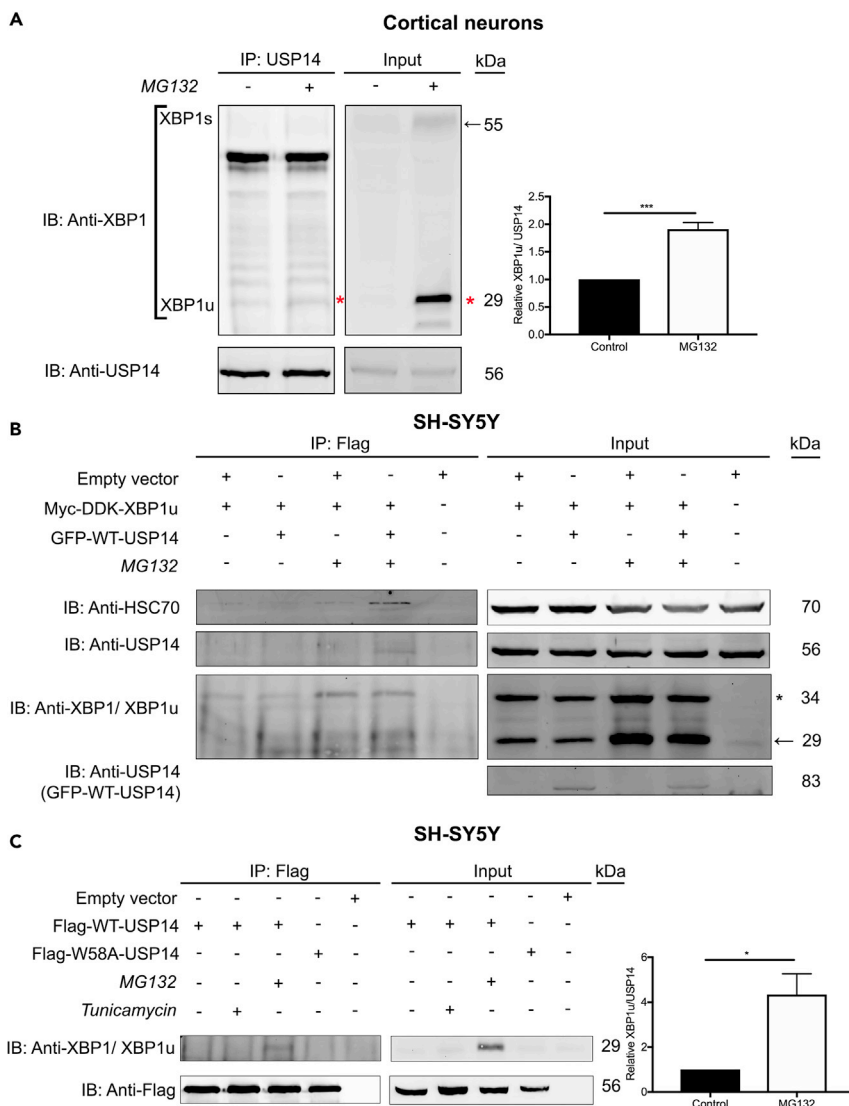 A
Cortical neurons
IP: USP14 Input kDa
MG132 - + - +
XBP1s ← 55
IB: Anti-XBP1
XBP1u * * 29
IB: Anti-USP14 56
Relative XBP1u/ USP14
2.5
2.0
1.5
1.0
0.5
0.0
***
Control MG132
B
SH-SY5Y
IP: Flag Input kDa
Empty vector + - + - + + - + - +
Myc-DDK-XBP1u + + + + - + + + + -
GFP-WT-USP14 - + - + - - + - + -
MG132 - - + + - - - + + -
IB: Anti-HSC70 70
IB: Anti-USP14 56
IB: Anti-XBP1/ XBP1u * 34
← 29
IB: Anti-USP14
(GFP-WT-USP14) 83
C
SH-SY5Y
IP: Flag Input kDa
Empty vector - - - - + - - - - +
Flag-WT-USP14 + + + - - + + + - -
Flag-W58A-USP14 - - - + - - - - + -
MG132 - - + - - - - + - -
Tunicamycin - + - - - - + - - -
IB: Anti-XBP1/ XBP1u 29
IB: Anti-Flag 56
Relative XBP1u/USP14
6
4
2
0
*
Control MG132